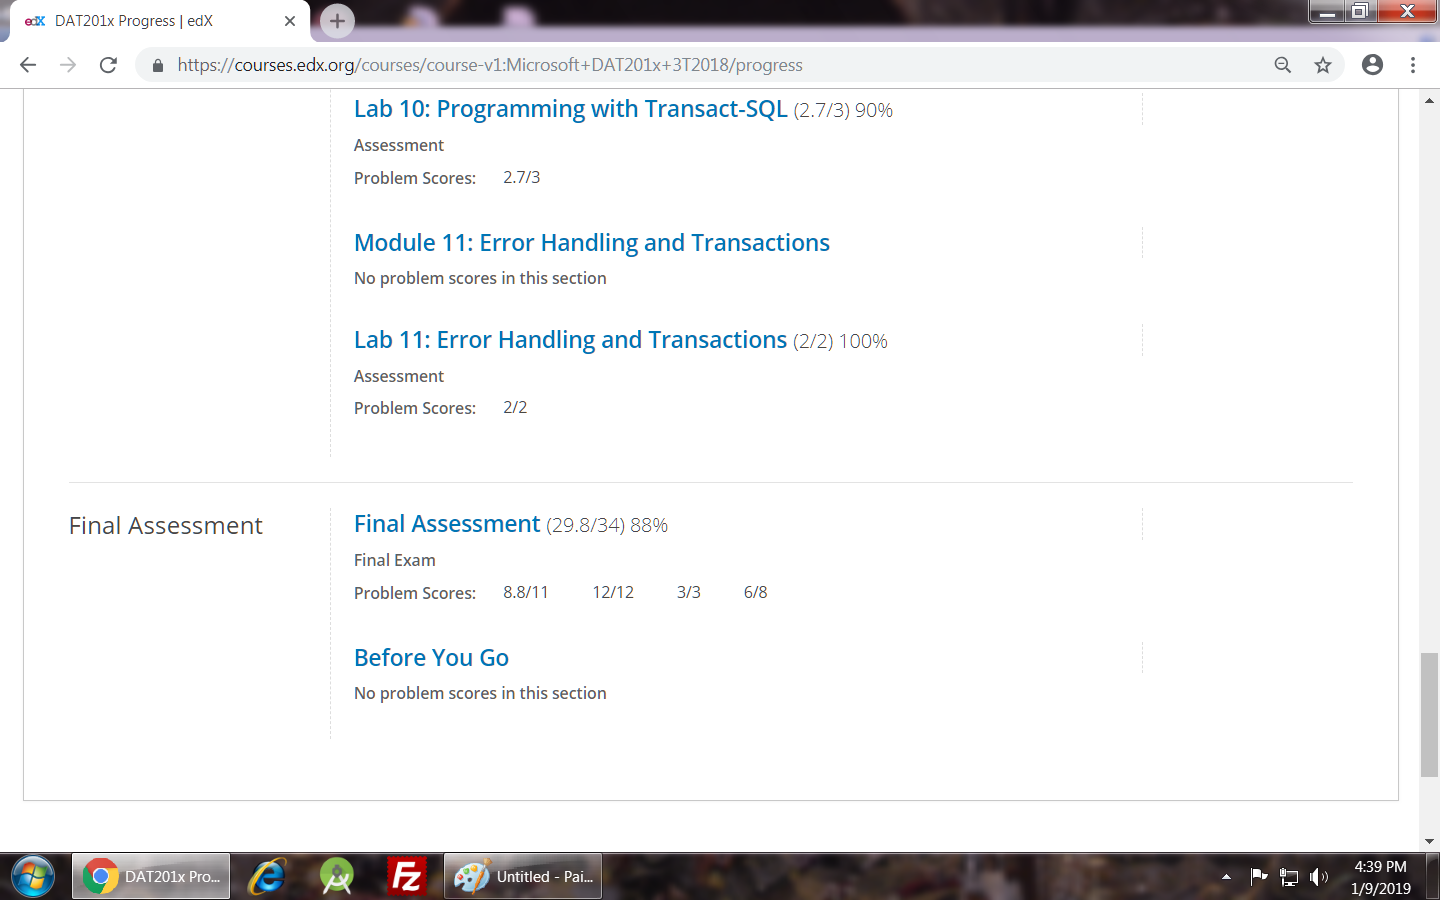 edX DAT201x Progress | edX
https://courses.edx.org/courses/course-v1:Microsoft+DAT201x+3T2018/progress
Lab 10: Programming with Transact-SQL (2.7/3) 90%
Assessment
Problem Scores: 2.7/3
Module 11: Error Handling and Transactions
No problem scores in this section
Lab 11: Error Handling and Transactions (2/2) 100%
Assessment
Problem Scores: 2/2
Final Assessment
Final Assessment (29.8/34) 88%
Final Exam
Problem Scores: 8.8/11 12/12 3/3 6/8
Before You Go
No problem scores in this section
DAT201x Pro...
Fz
Untitled - Pai...
4:39 PM
1/9/2019